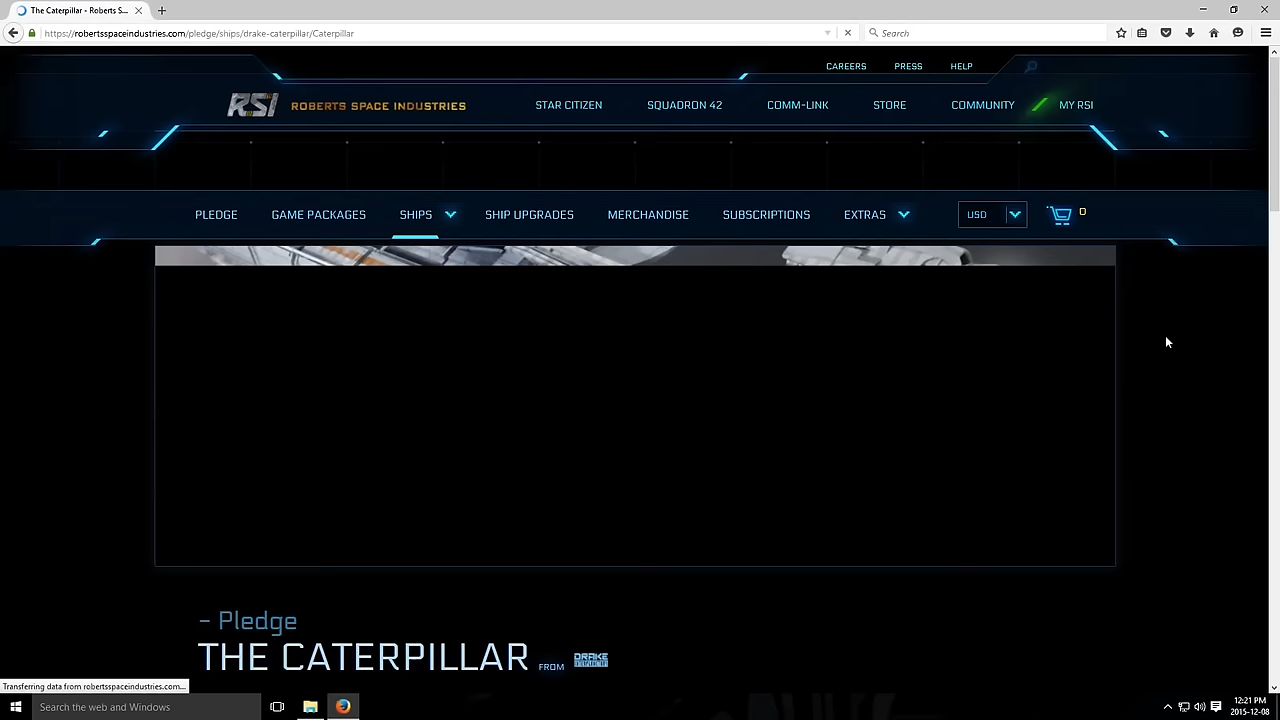 The Caterpillar - Roberts S...
https://robertsspaceindustries.com/pledge/ships/drake-caterpillar/Caterpillar
Search
CAREERS PRESS HELP
RSI ROBERTS SPACE INDUSTRIES
STAR CITIZEN SQUADRON 42 COMM-LINK STORE COMMUNITY MY RSI
PLEDGE GAME PACKAGES SHIPS SHIP UPGRADES MERCHANDISE SUBSCRIPTIONS EXTRAS USD 0
- Pledge
THE CATERPILLAR FROM DRAKE
Transferring data from robertsspaceindustries.com...
Search the web and Windows
12:21 PM
2015-12-08